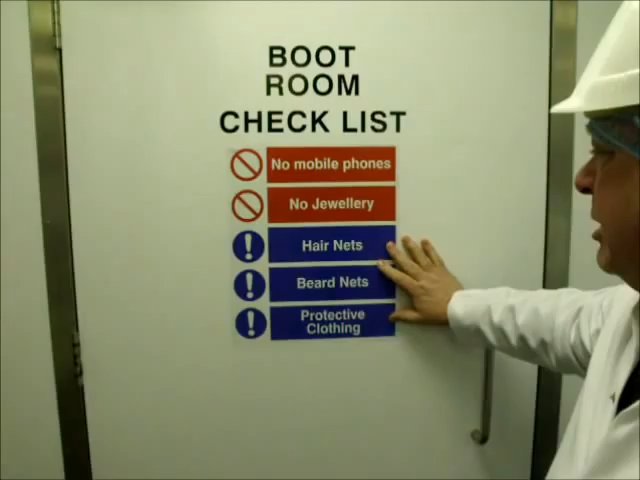 BOOT
ROOM
CHECK LIST
No mobile phones
No Jewellery
Hair Nets
Beard Nets
Protective
Clothing